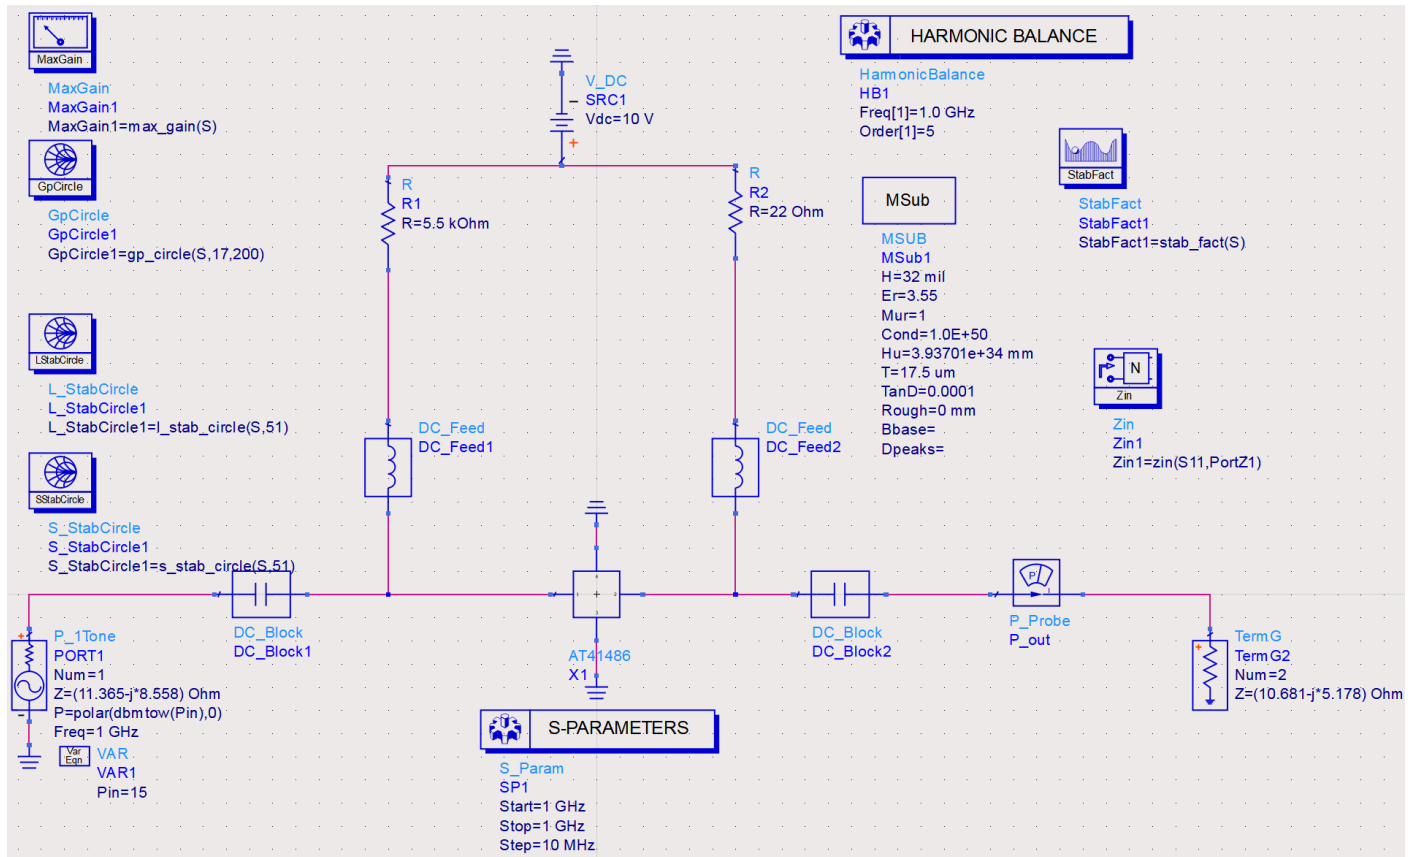 MaxGain
MaxGain
MaxGain1
MaxGain1=max_gain(S)
GpCircle
GpCircle
GpCircle1
GpCircle1=gp_circle(S,17,200)
LStabCircle
L_StabCircle
L_StabCircle1
L_StabCircle1=l_stab_circle(S,51)
SStabCircle
S_StabCircle
S_StabCircle1
S_StabCircle1=s_stab_circle(S,51)
V_DC
SRC1
Vdc=10 V
R
R1
R=5.5 kOhm
R
R2
R=22 Ohm
DC_Feed
DC_Feed1
DC_Feed
DC_Feed2
HARMONIC BALANCE
HarmonicBalance
HB1
Freq[1]=1.0 GHz
Order[1]=5
StabFact
StabFact
StabFact1
StabFact1=stab_fact(S)
MSub
MSUB
MSub1
H=32 mil
Er=3.55
Mur=1
Cond=1.0E+50
Hu=3.93701e+34 mm
T=17.5 um
TanD=0.0001
Rough=0 mm
Bbase=
Dpeaks=
N
Zin
Zin
Zin1
Zin1=zin(S11,PortZ1)
P_1Tone
PORT1
Num=1
Z=(11.365-j*8.558) Ohm
P=polar(dbmtow(Pin),0)
Freq=1 GHz
Var
Eqn
VAR
VAR1
Pin=15
DC_Block
DC_Block1
AT41486
X1
DC_Block
DC_Block2
P
I
P_Probe
P_out
TermG
TermG2
Num=2
Z=(10.681-j*5.178) Ohm
S-PARAMETERS
S_Param
SP1
Start=1 GHz
Stop=1 GHz
Step=10 MHz